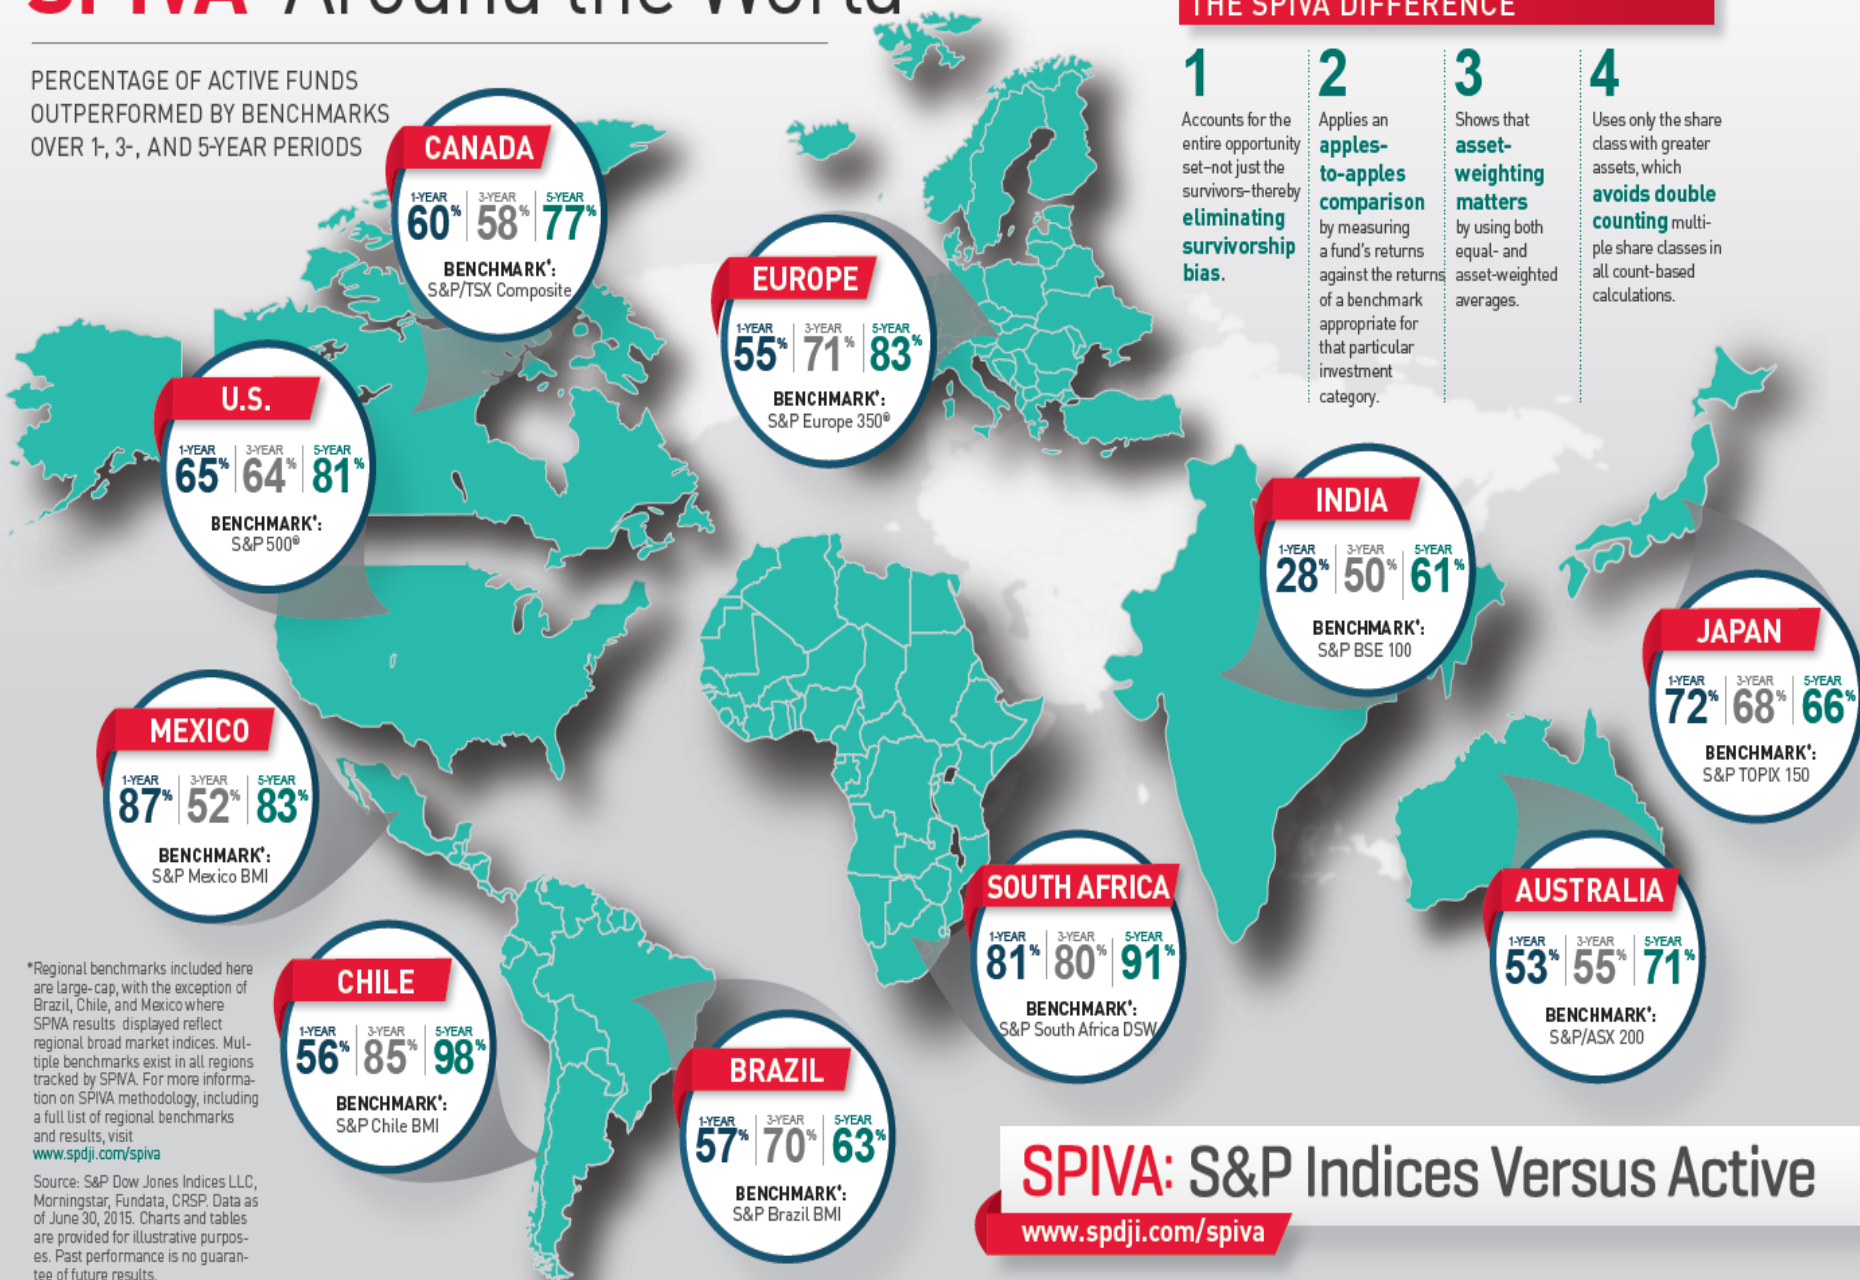 SPIVA Around the World
PERCENTAGE OF ACTIVE FUNDS
OUTPERFORMED BY BENCHMARKS
OVER 1-, 3-, AND 5-YEAR PERIODS
THE SPIVA DIFFERENCE
1
Accounts for the
entire opportunity
set–not just the
survivors–thereby
eliminating
survivorship
bias.
2
Applies an
apples-
to-apples
comparison
by measuring
a fund's returns
against the returns
of a benchmark
appropriate for
that particular
investment
category.
3
Shows that
asset-
weighting
matters
by using both
equal- and
asset-weighted
averages.
4
Uses only the share
class with greater
assets, which
avoids double
counting multi-
ple share classes in
all count-based
calculations.
CANADA
1-YEAR 3-YEAR 5-YEAR
60% 58% 77%
BENCHMARK*:
S&P/TSX Composite
EUROPE
1-YEAR 3-YEAR 5-YEAR
55% 71% 83%
BENCHMARK*:
S&P Europe 350®
U.S.
1-YEAR 3-YEAR 5-YEAR
65% 64% 81%
BENCHMARK*:
S&P 500®
INDIA
1-YEAR 3-YEAR 5-YEAR
28% 50% 61%
BENCHMARK*:
S&P BSE 100
JAPAN
1-YEAR 3-YEAR 5-YEAR
72% 68% 66%
BENCHMARK*:
S&P TOPIX 150
MEXICO
1-YEAR 3-YEAR 5-YEAR
87% 52% 83%
BENCHMARK*:
S&P Mexico BMI
SOUTH AFRICA
1-YEAR 3-YEAR 5-YEAR
81% 80% 91%
BENCHMARK*:
S&P South Africa DSW
AUSTRALIA
1-YEAR 3-YEAR 5-YEAR
53% 55% 71%
BENCHMARK*:
S&P/ASX 200
CHILE
1-YEAR 3-YEAR 5-YEAR
56% 85% 98%
BENCHMARK*:
S&P Chile BMI
BRAZIL
1-YEAR 3-YEAR 5-YEAR
57% 70% 63%
BENCHMARK*:
S&P Brazil BMI
*Regional benchmarks included here
are large-cap, with the exception of
Brazil, Chile, and Mexico where
SPIVA results displayed reflect
regional broad market indices. Mul-
tiple benchmarks exist in all regions
tracked by SPIVA. For more informa-
tion on SPIVA methodology, including
a full list of regional benchmarks
and results, visit
www.spdji.com/spiva
Source: S&P Dow Jones Indices LLC,
Morningstar, Fundata, CRSP. Data as
of June 30, 2015. Charts and tables
are provided for illustrative purpos-
es. Past performance is no guaran-
tee of future results.
SPIVA: S&P Indices Versus Active
www.spdji.com/spiva